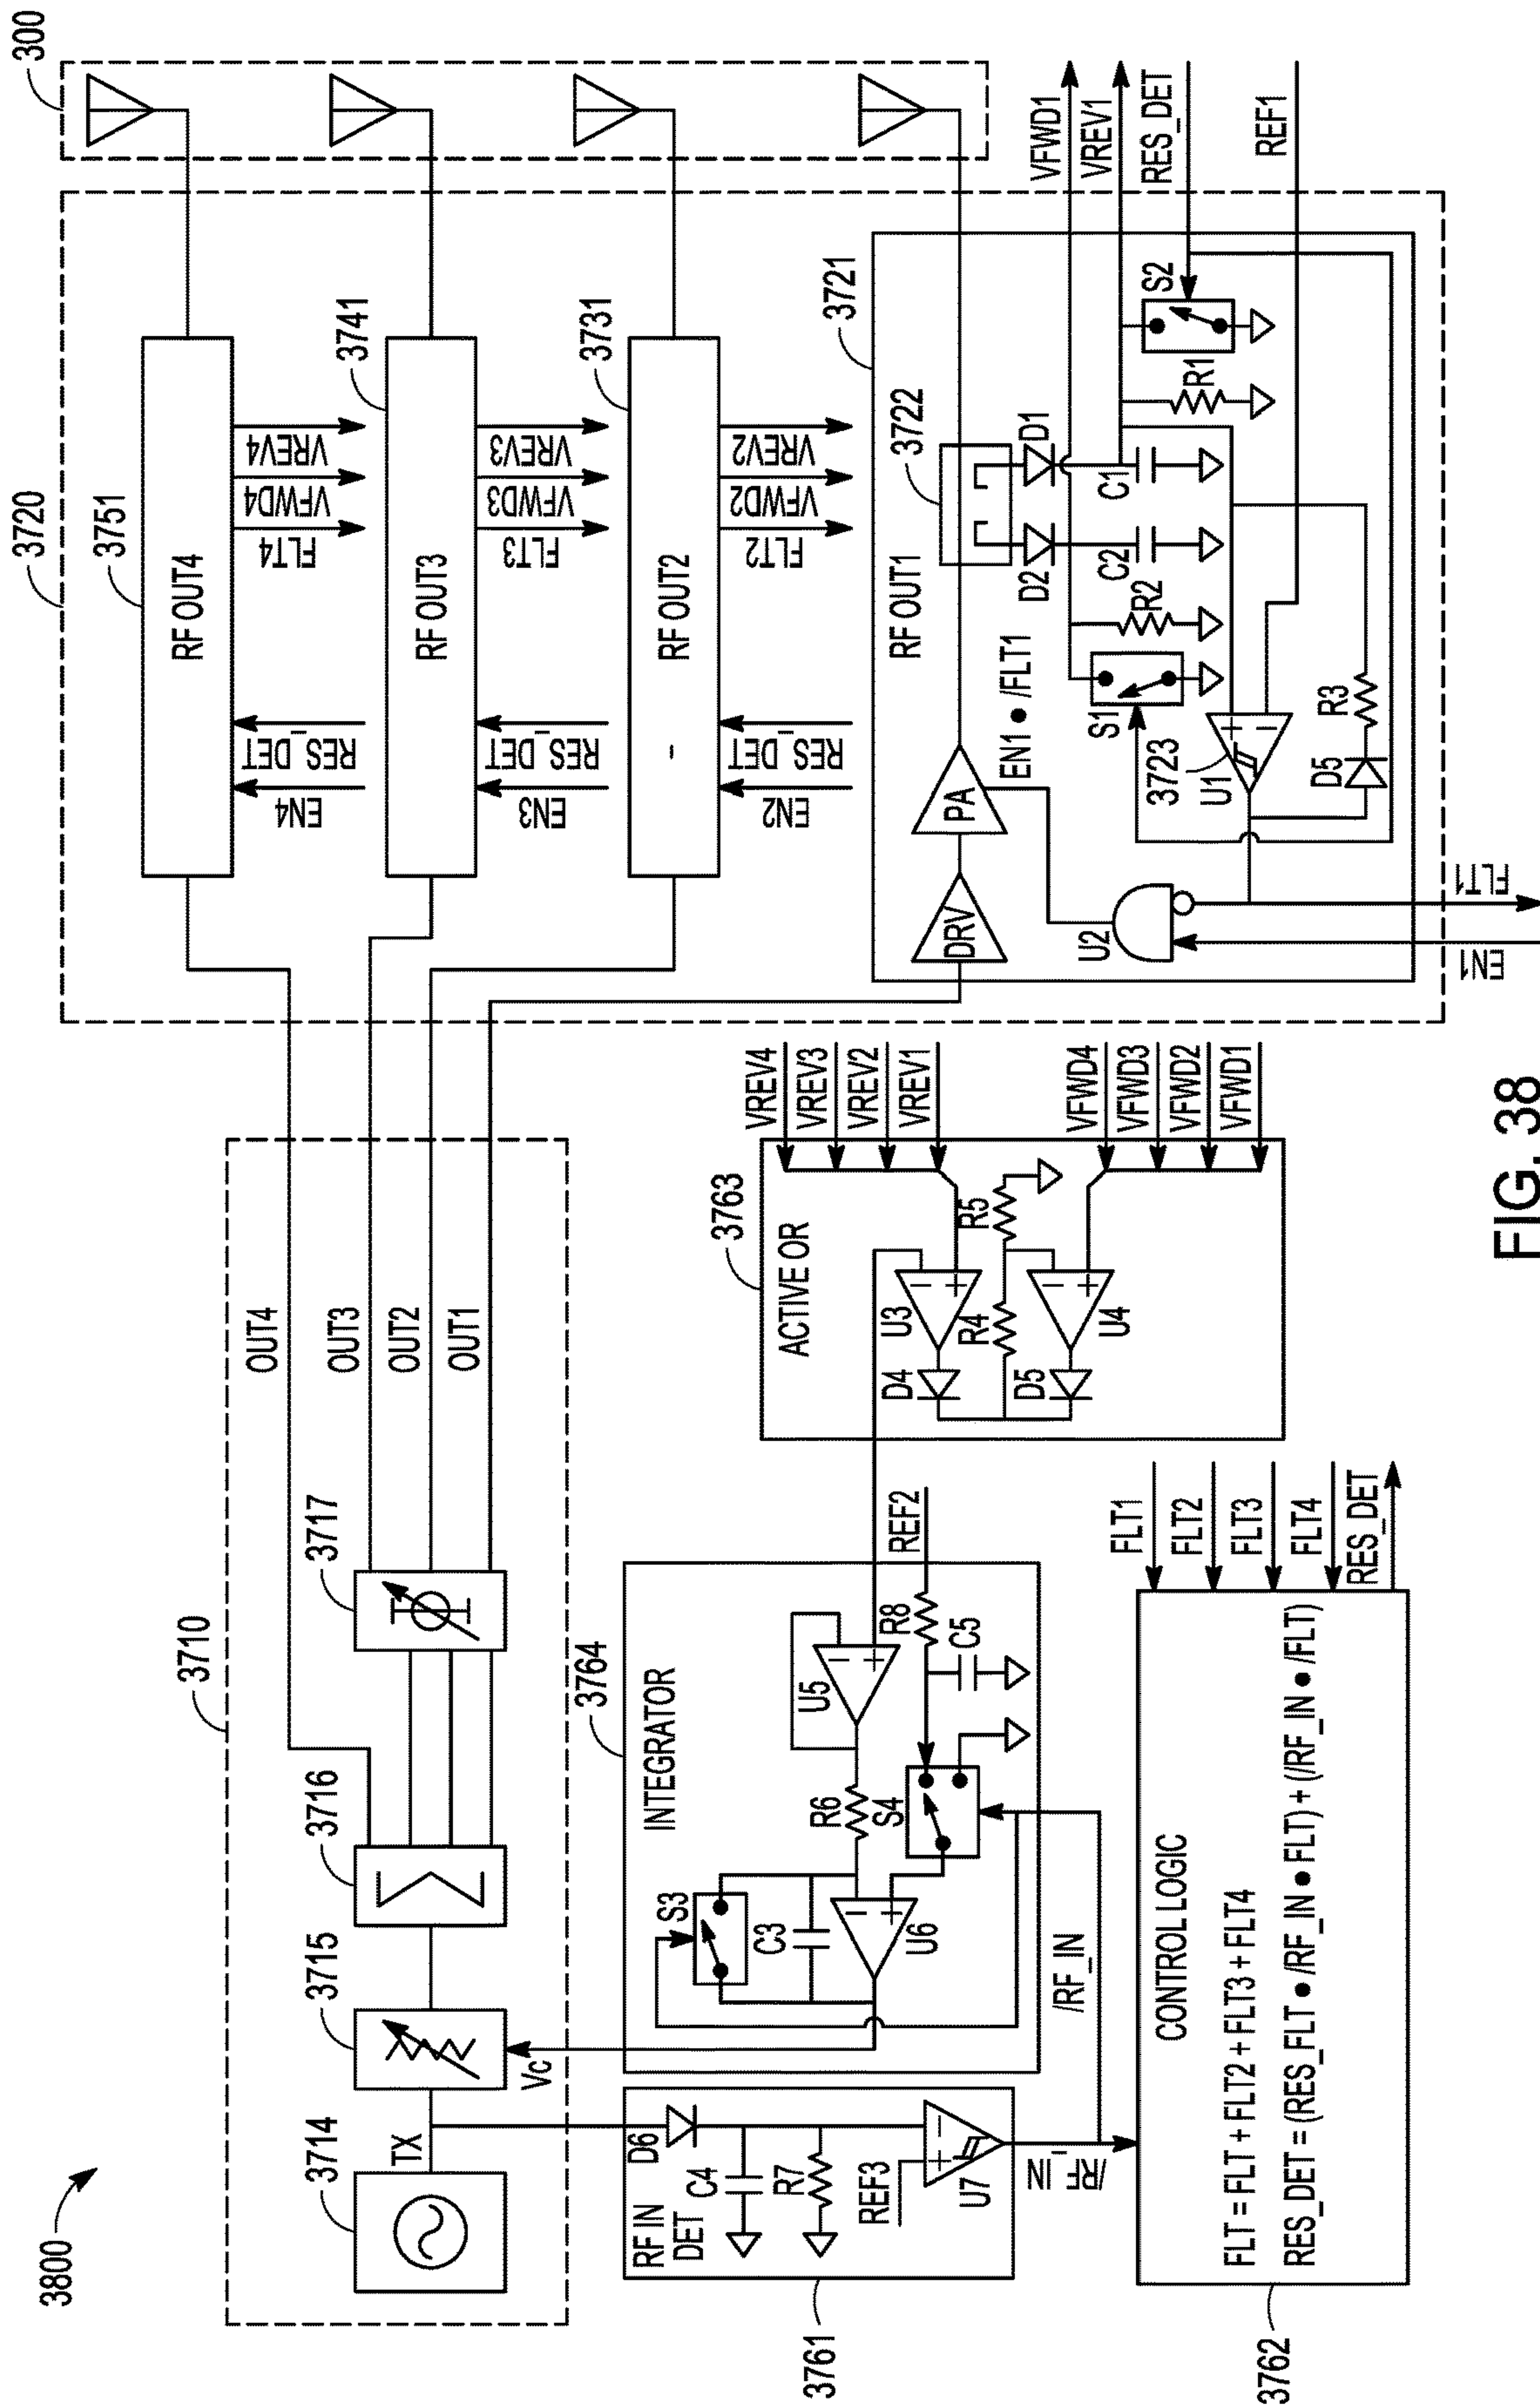 3800
3710
3714
TX
3715
Vc
3716
3717
OUT4
OUT3
OUT2
OUT1
3720
300
3751
RF OUT4
EN4
RES_DET
FLT4
VFWD4
VREV4
3741
RF OUT3
EN3
RES_DET
FLT3
VFWD3
VREV3
3731
RF OUT2
-
EN2
RES_DET
FLT2
VFWD2
VREV2
3721
RF OUT1
DRV
PA
EN1 ● /FLT1
3722
D2
D1
C2
C1
R2
R1
S1
S2
3723
U1
+
−
U2
D5
R3
EN1
FLT1
VFWD1
VREV1
RES_DET
REF1
3761
RF IN
DET
D6
C4
R7
REF3
−
+
U7
/RF_IN
/RF_IN
3764
INTEGRATOR
S3
C3
R6
U5
−
+
U6
−
+
S4
R8
C5
REF2
3763
ACTIVE OR
U3
−
+
D4
R4
R5
D5
U4
−
+
VREV4
VREV3
VREV2
VREV1
VFWD4
VFWD3
VFWD2
VFWD1
3762
CONTROL LOGIC
FLT = FLT + FLT2 + FLT3 + FLT4
RES_DET = (RES_FLT ● /RF_IN ● FLT) + (/RF_IN ● /FLT)
FLT1
FLT2
FLT3
FLT4
RES_DET
FIG. 38